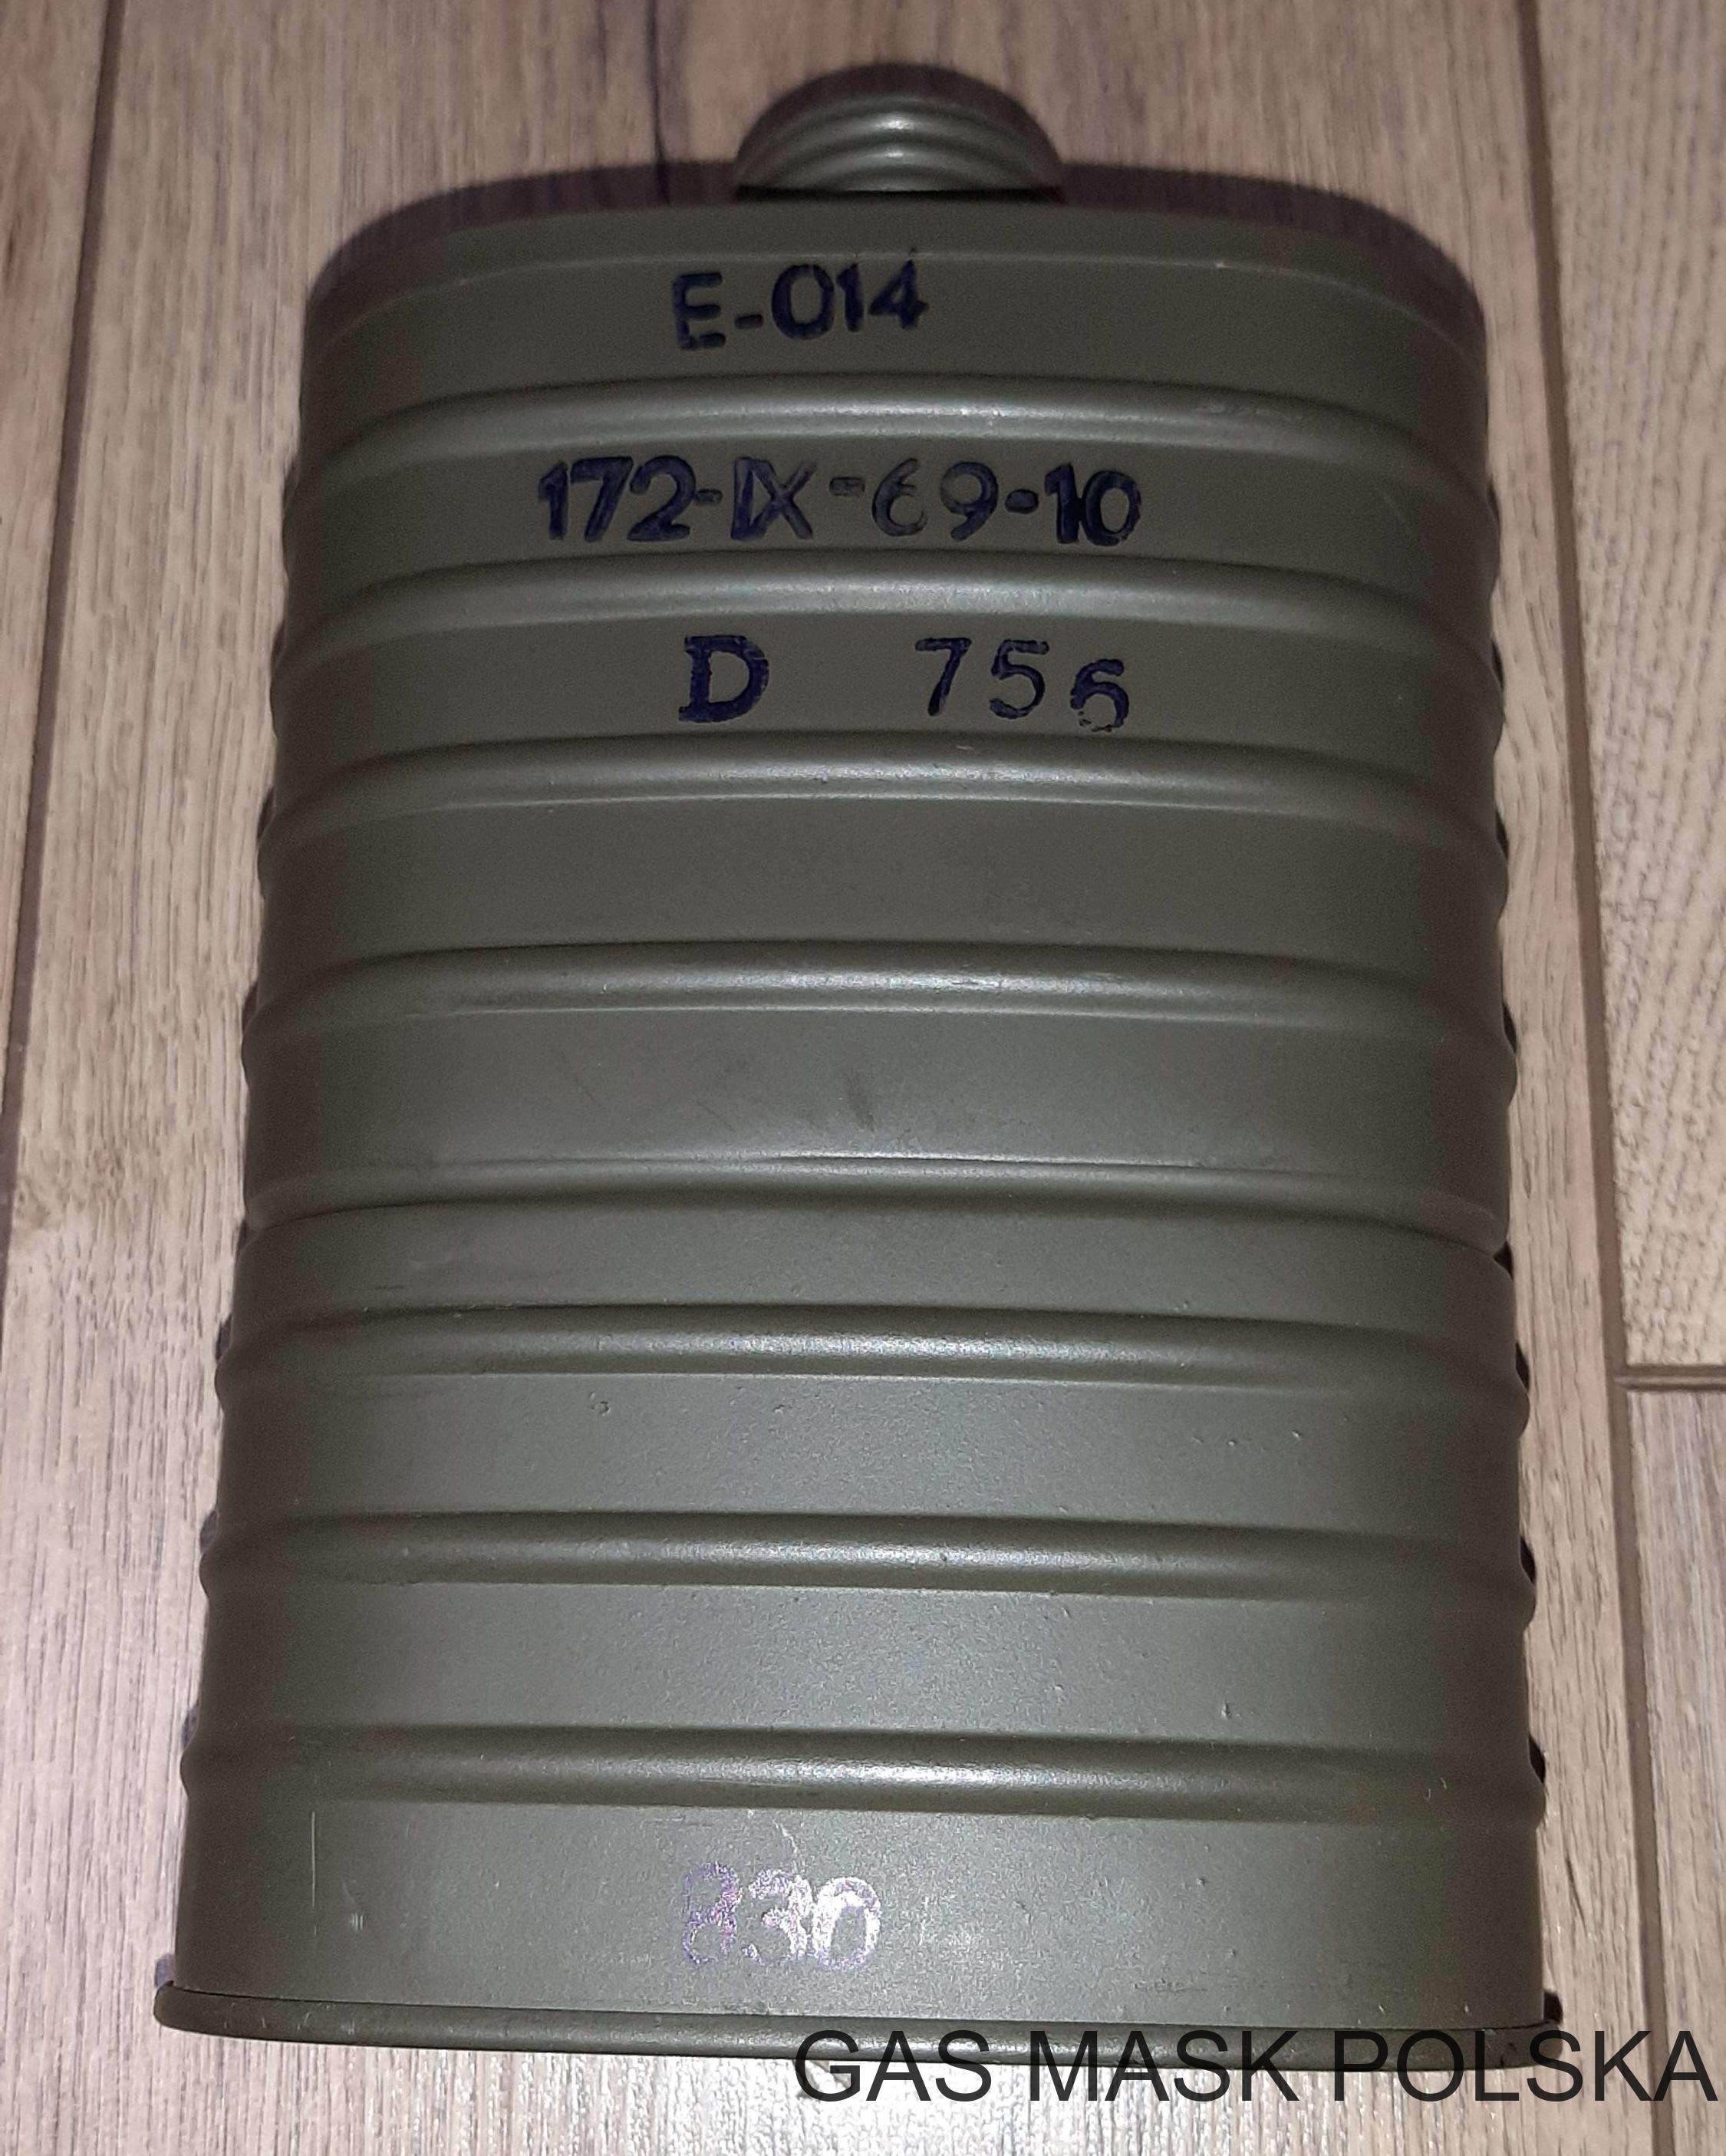 E-014
172-IX-69-10
D 756
830
GAS MASK POLSKA